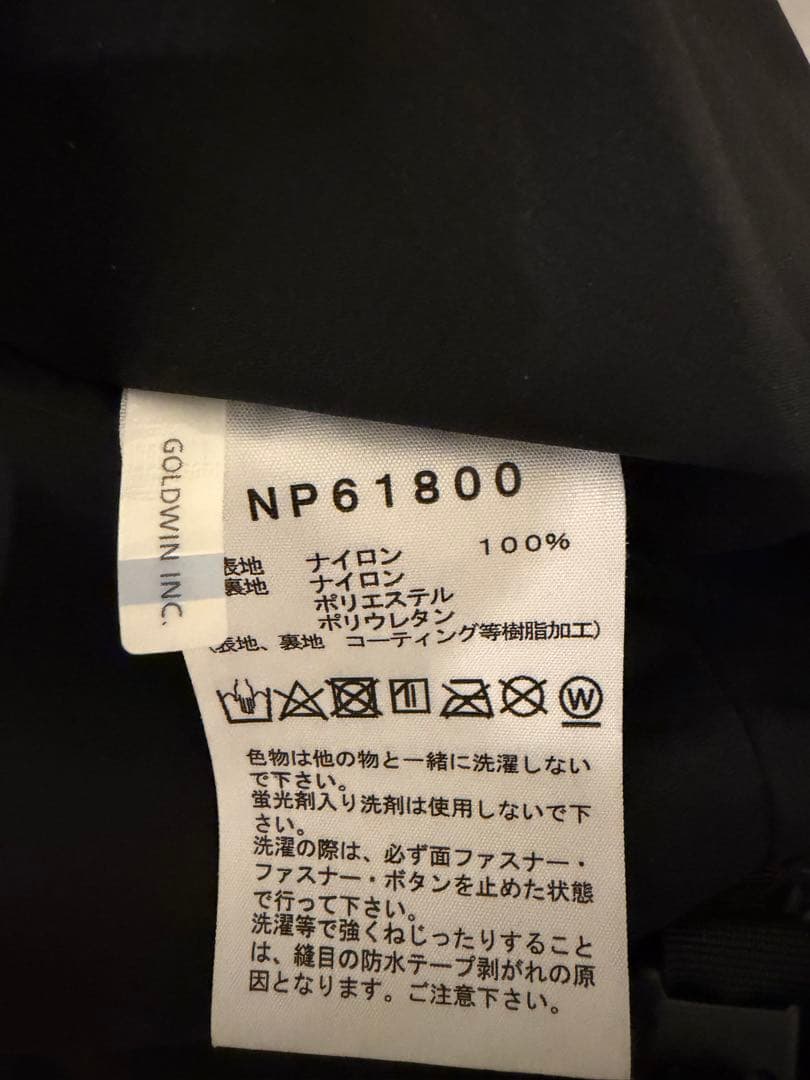 GOLDWIN INC.
NP61800
表地 ナイロン 100%
裏地 ナイロン
ポリエステル
ポリウレタン
(表地、裏地 コーティング等樹脂加工)
W
色物は他の物と一緒に洗濯しない
で下さい。
蛍光剤入り洗剤は使用しないで下
さい。
洗濯の際は、必ず面ファスナー・
ファスナー・ボタンを止めた状態
で行って下さい。
洗濯等で強くねじったりすること
は、縫目の防水テープ剥がれの原
因となります。ご注意下さい。